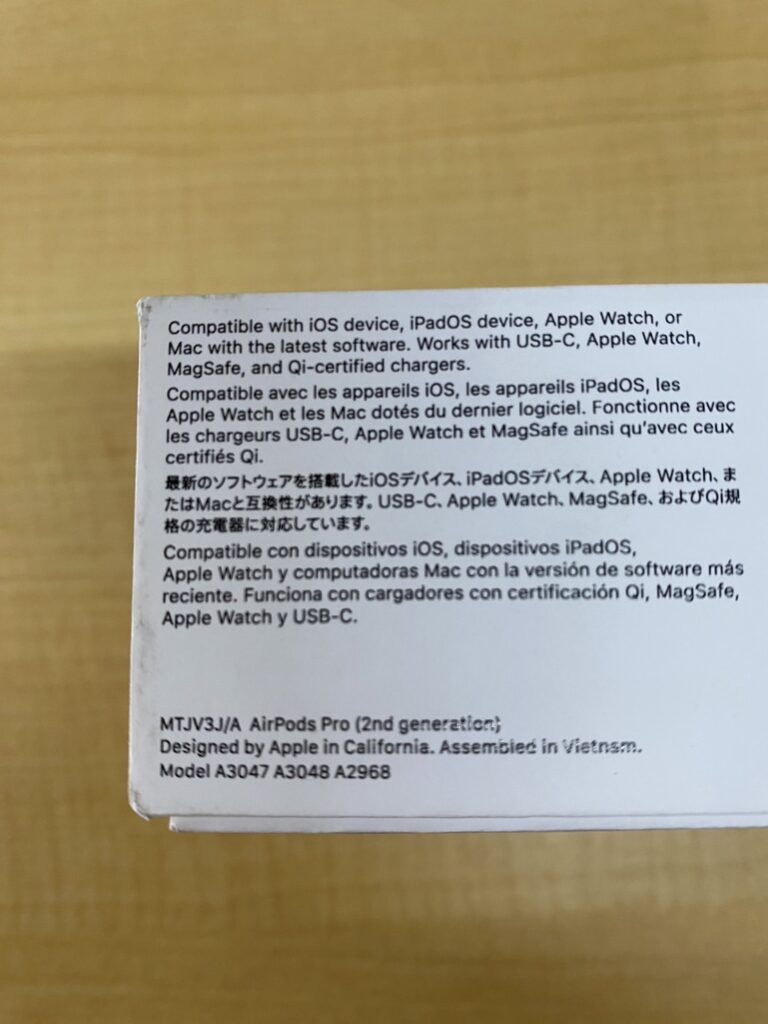 Compatible with iOS device, iPadOS device, Apple Watch, or
Mac with the latest software. Works with USB-C, Apple Watch,
MagSafe, and Qi-certified chargers.
Compatible avec les appareils iOS, les appareils iPadOS, les
Apple Watch et les Mac dotés du dernier logiciel. Fonctionne avec
les chargeurs USB-C, Apple Watch et MagSafe ainsi qu'avec ceux
certifiés Qi.
最新のソフトウェアを搭載したiOSデバイス、iPadOSデバイス、Apple Watch、ま
たはMacと互換性があります。USB-C、Apple Watch、MagSafe、およびQi規
格の充電器に対応しています。
Compatible con dispositivos iOS, dispositivos iPadOS,
Apple Watch y computadoras Mac con la versión de software más
reciente. Funciona con cargadores con certificación Qi, MagSafe,
Apple Watch y USB-C.
MTJV3J/A AirPods Pro (2nd generation)
Designed by Apple in California. Assembled in Vietnam.
Model A3047 A3048 A2968